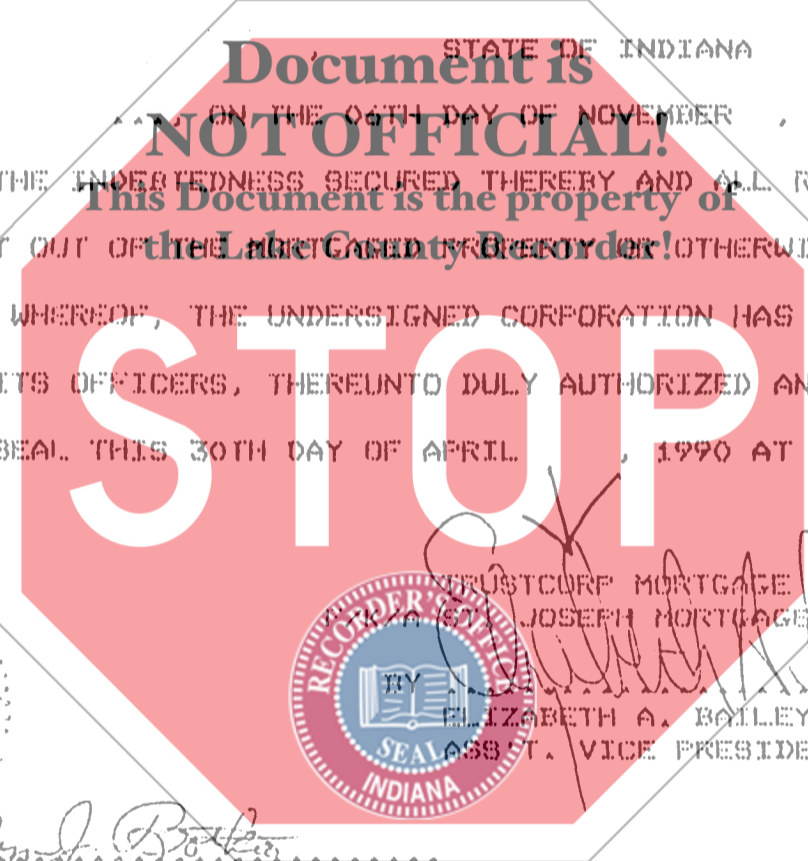 Document is
STATE OF INDIANA
ON THE 06TH DAY OF NOVEMBER ,
NOT OFFICIAL!
THE INDEBTEDNESS SECURED THEREBY AND ALL R
This Document is the property of
T OUT OF THE MORTGAGED PROPERTY OR OTHERWI
the Lake County Recorder!
WHEREOF, THE UNDERSIGNED CORPORATION HAS
STOP
ITS OFFICERS, THEREUNTO DULY AUTHORIZED AN
SEAL THIS 30TH DAY OF APRIL , 1990 AT
TRUSTCORP MORTGAGE
F/K/A ST. JOSEPH MORTGAGE
BY
ELIZABETH A. BAILEY
ASS'T. VICE PRESIDE
RECORDER'S OFFICE
SEAL
INDIANA